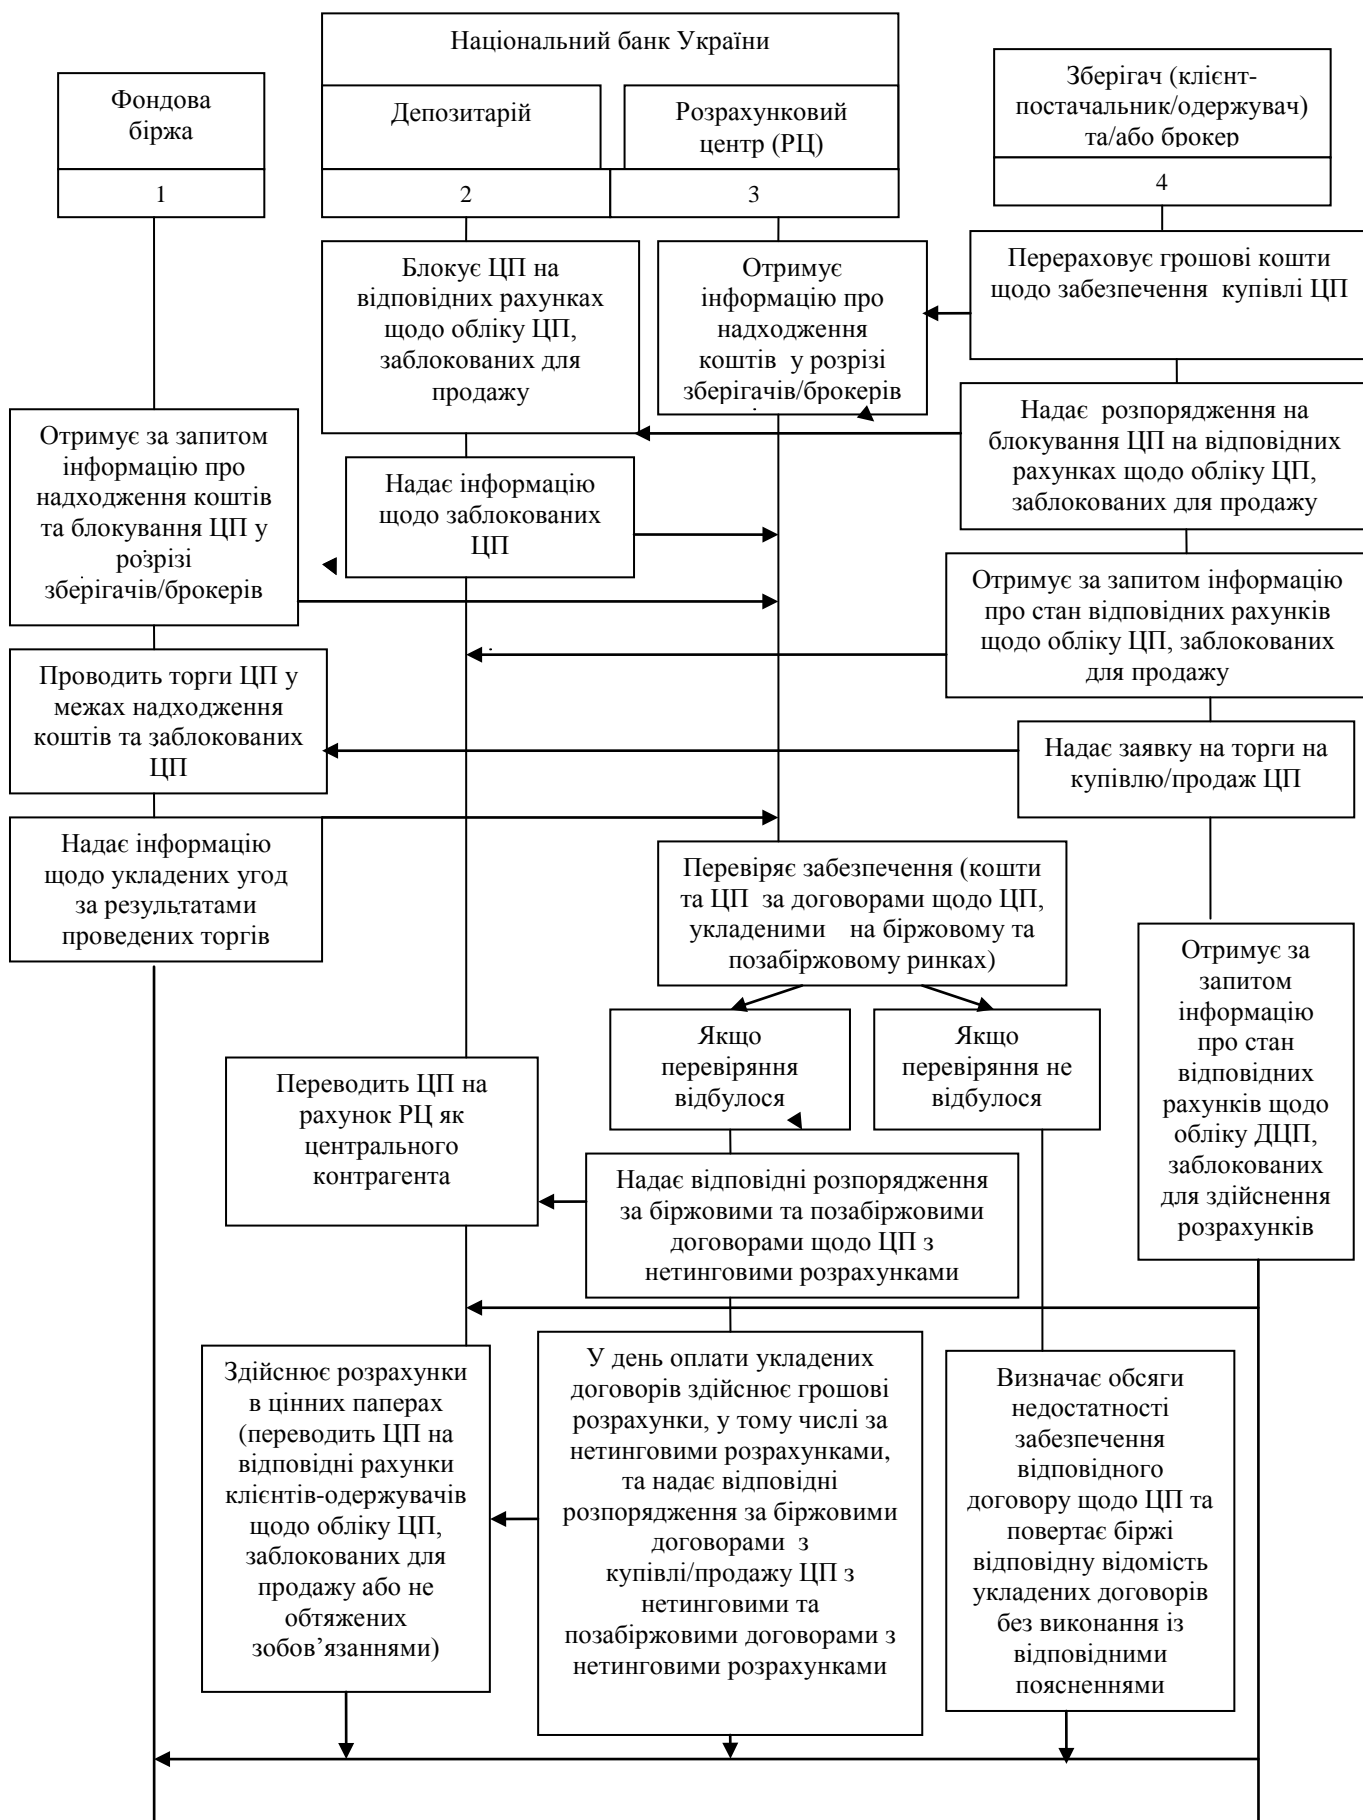 Національний банк України
Фондова
біржа
Депозитарій
Розрахунковий
центр (РЦ)
Зберігач (клієнт-
постачальник/одержувач)
та/або брокер
1
2
3
4
Блокує ЦП на
відповідних рахунках
щодо обліку ЦП,
заблокованих для
продажу
Отримує
інформацію про
надходження
коштів у розрізі
зберігачів/брокерів
Перераховує грошові кошти
щодо забезпечення купівлі ЦП
Надає розпорядження на
блокування ЦП на відповідних
рахунках щодо обліку ЦП,
заблокованих для продажу
Отримує за запитом
інформацію про
надходження коштів
та блокування ЦП у
розрізі
зберігачів/брокерів
Надає інформацію
щодо заблокованих
ЦП
Отримує за запитом інформацію
про стан відповідних рахунків
щодо обліку ЦП, заблокованих
для продажу
Проводить торги ЦП у
межах надходження
коштів та заблокованих
ЦП
Надає заявку на торги на
купівлю/продаж ЦП
Надає інформацію
щодо укладених угод
за результатами
проведених торгів
Перевіряє забезпечення (кошти
та ЦП за договорами щодо ЦП,
укладеними на біржовому та
позабіржовому ринках)
Отримує за
запитом
інформацію
про стан
відповідних
рахунків щодо
обліку ДЦП,
заблокованих
для здійснення
розрахунків
Якщо
перевіряння
відбулося
Якщо
перевіряння не
відбулося
Переводить ЦП на
рахунок РЦ як
центрального
контрагента
Надає відповідні розпорядження
за біржовими та позабіржовими
договорами щодо ЦП з
нетинговими розрахунками
Здійснює розрахунки
в цінних паперах
(переводить ЦП на
відповідні рахунки
клієнтів-одержувачів
щодо обліку ЦП,
заблокованих для
продажу або не
обтяжених
зобов’язаннями)
У день оплати укладених
договорів здійснює грошові
розрахунки, у тому числі за
нетинговими розрахунками,
та надає відповідні
розпорядження за біржовими
договорами з
купівлі/продажу ЦП з
нетинговими та
позабіржовими договорами з
нетинговими розрахунками
Визначає обсяги
недостатності
забезпечення
відповідного
договору щодо ЦП та
повертає біржі
відповідну відомість
укладених договорів
без виконання із
відповідними
поясненнями